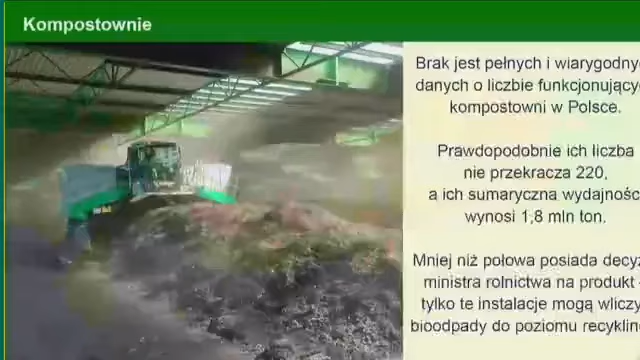 Kompostownie
Brak jest pełnych i wiarygodny
danych o liczbie funkcjonując
kompostowni w Polsce.
Prawdopodobnie ich liczba
nie przekracza 220,
a ich sumaryczna wydajnoś
wynosi 1,8 mln ton.
Mniej niż połowa posiada decyz
ministra rolnictwa na produkt -
tylko te instalacje mogą wliczy
bioodpady do poziomu recyklin